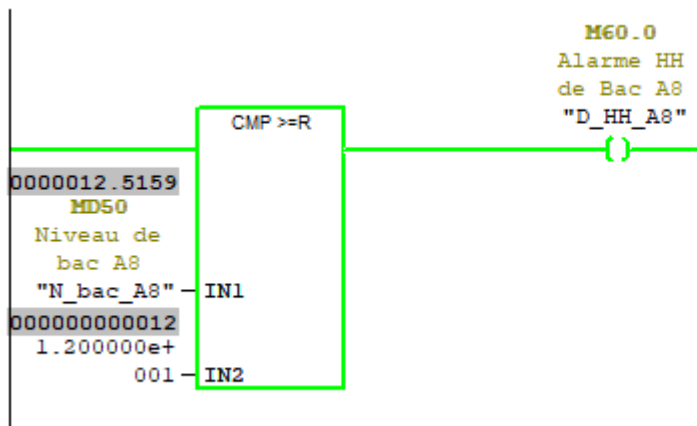 M60.0
Alarme HH
de Bac A8
"D_HH_A8"
CMP >=R
0000012.5159
MD50
Niveau de
bac A8
"N_bac_A8"
IN1
000000000012
1.200000e+
001
IN2